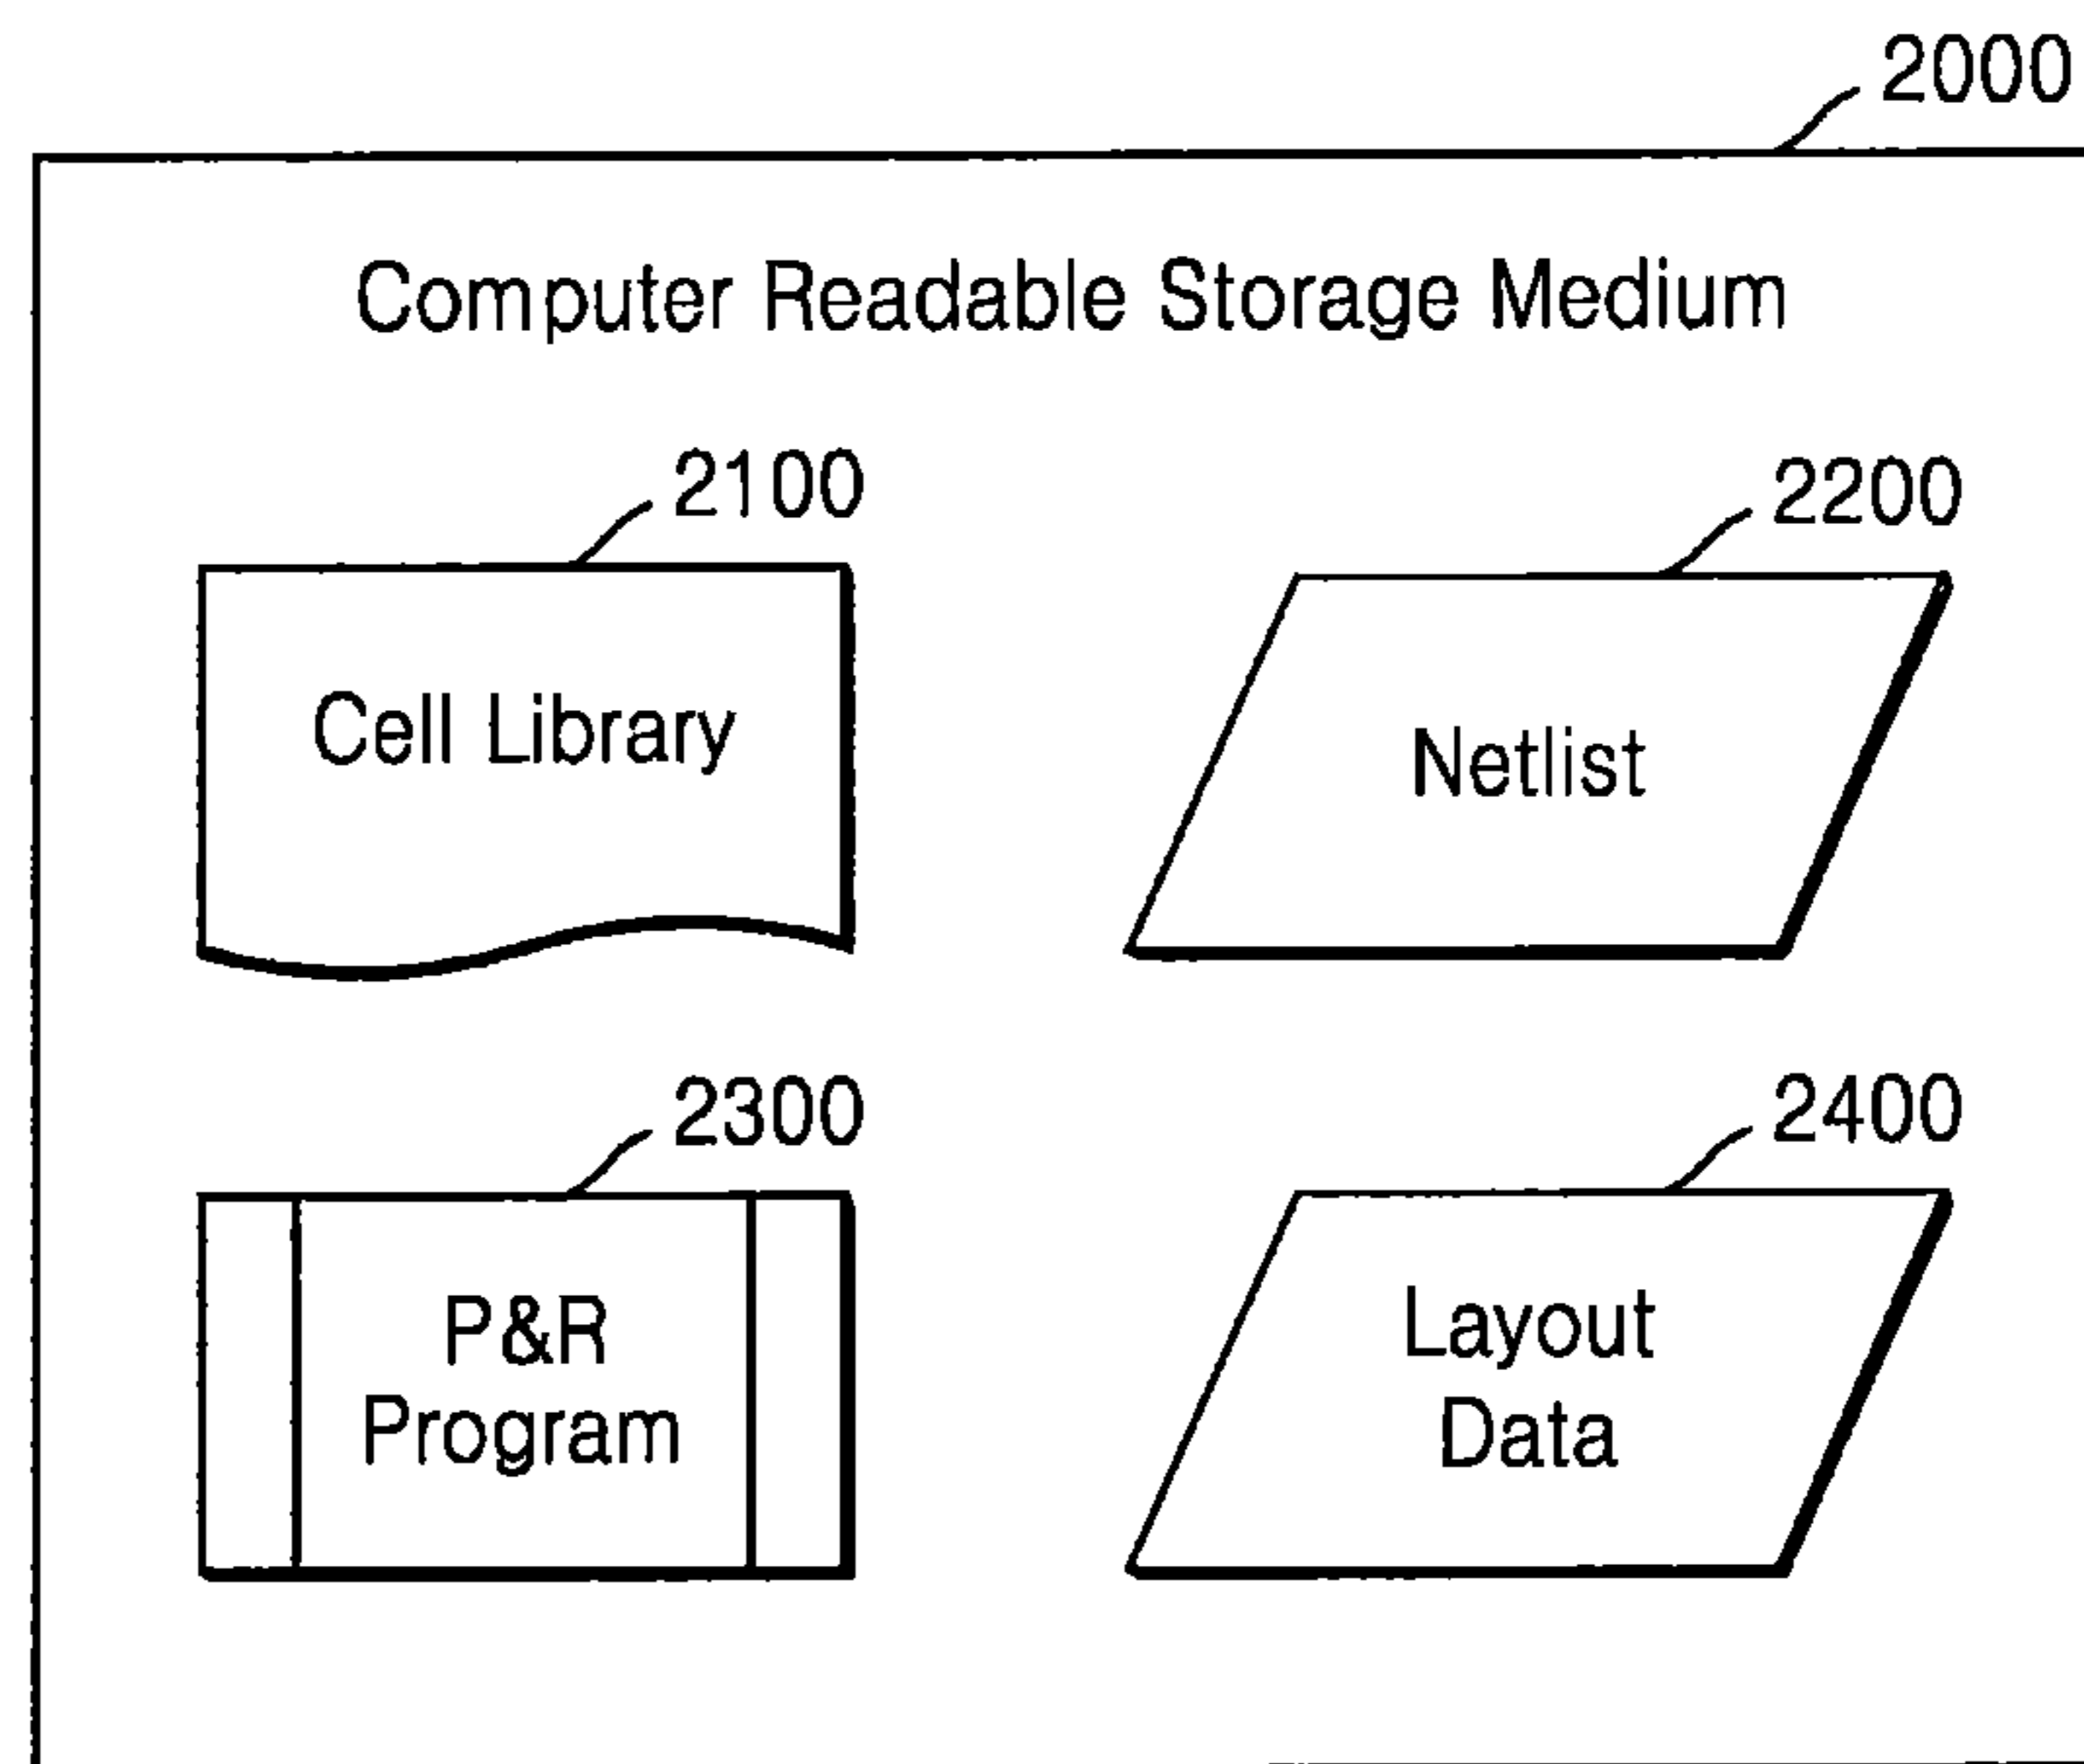 2000
Computer Readable Storage Medium
2100
2200
Cell Library
Netlist
2300
2400
P&R
Program
Layout
Data